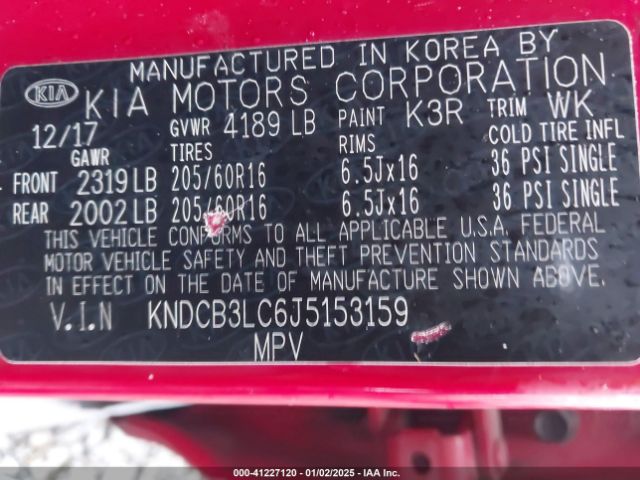 MANUFACTURED IN KOREA BY
KIA KIA MOTORS CORPORATION
12/17 GVWR 4189 LB PAINT K3R TRIM WK
GAWR TIRES RIMS COLD TIRE INFL
FRONT 2319 LB 205/60R16 6.5Jx16 36 PSI SINGLE
REAR 2002 LB 205/60R16 6.5Jx16 36 PSI SINGLE
THIS VEHICLE CONFORMS TO ALL APPLICABLE U.S.A. FEDERAL
MOTOR VEHICLE SAFETY AND THEFT PREVENTION STANDARDS
IN EFFECT ON THE DATE OF MANUFACTURE SHOWN ABOVE.
V.I.N KNDCB3LC6J5153159
MPV
000-41227120 | 01/02/2025 | IAA Inc.